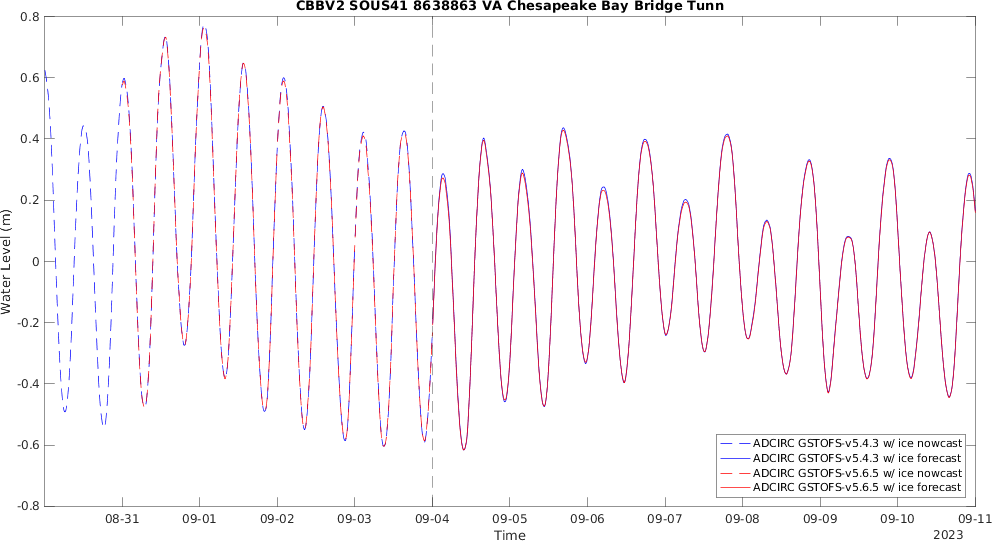 CBBV2 SOUS41 8638863 VA Chesapeake Bay Bridge Tunn
0.8
0.6
0.4
0.2
0
-0.2
-0.4
-0.6
-0.8
Water Level (m)
ADCIRC GSTOFS-v5.4.3 w/ ice nowcast
ADCIRC GSTOFS-v5.4.3 w/ ice forecast
ADCIRC GSTOFS-v5.6.5 w/ ice nowcast
ADCIRC GSTOFS-v5.6.5 w/ ice forecast
08-31 09-01 09-02 09-03 09-04 09-05 09-06 09-07 09-08 09-09 09-10 09-11
Time
2023